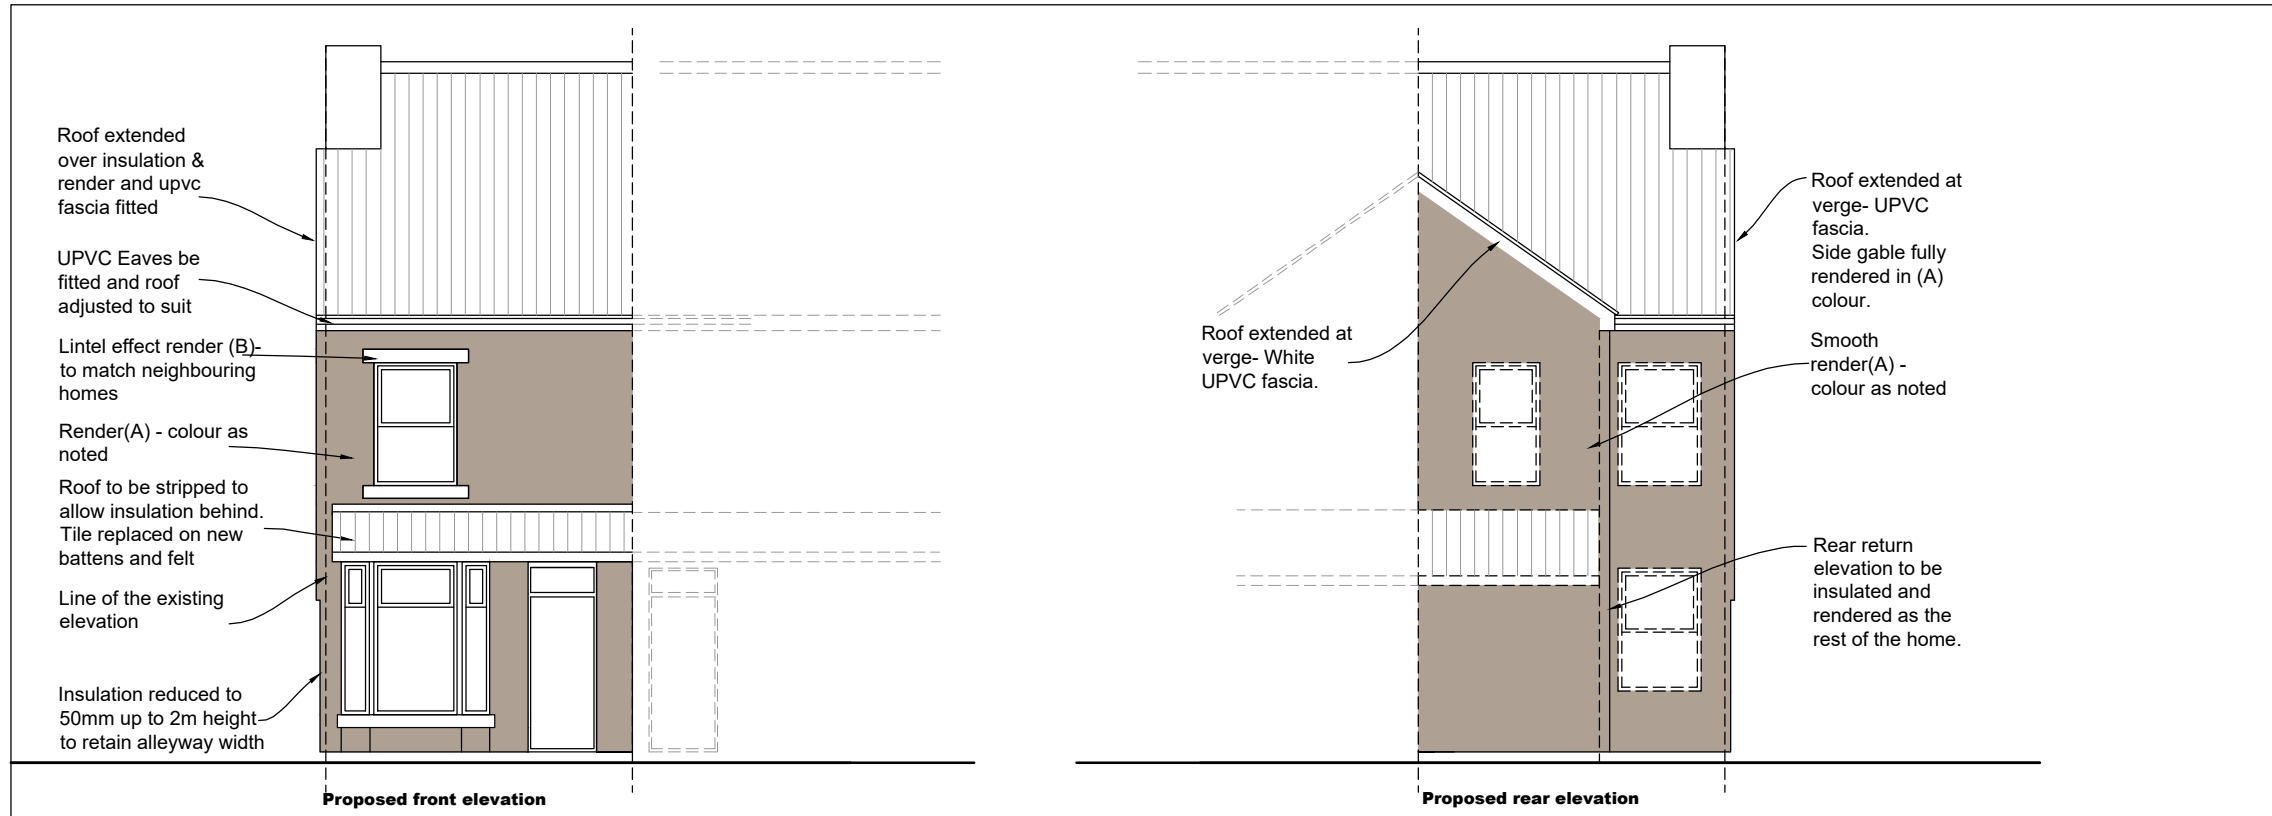 Roof extended
over insulation &
render and upvc
fascia fitted
UPVC Eaves be
fitted and roof
adjusted to suit
Lintel effect render (B)-
to match neighbouring
homes
Render(A) - colour as
noted
Roof to be stripped to
allow insulation behind.
Tile replaced on new
battens and felt
Line of the existing
elevation
Insulation reduced to
50mm up to 2m height
to retain alleyway width
Proposed front elevation
Roof extended at
verge- White
UPVC fascia.
Roof extended at
verge- UPVC
fascia.
Side gable fully
rendered in (A)
colour.
Smooth
render(A) -
colour as noted
Rear return
elevation to be
insulated and
rendered as the
rest of the home.
Proposed rear elevation